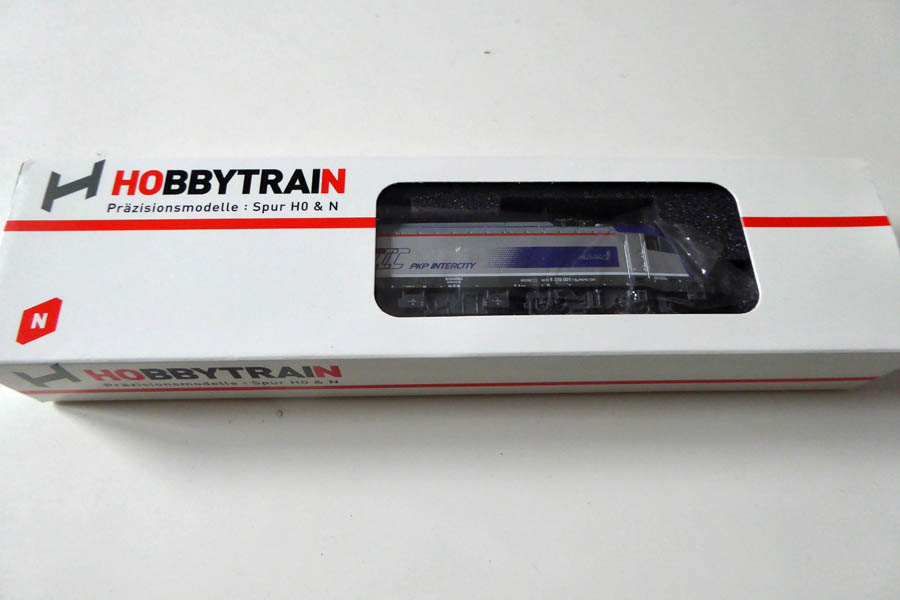 HOBBYTRAIN
Präzisionsmodelle : Spur H0 & N
PKP INTERCITY
N
HOBBYTRAIN
Präzisionsmodelle : Spur H0 & N